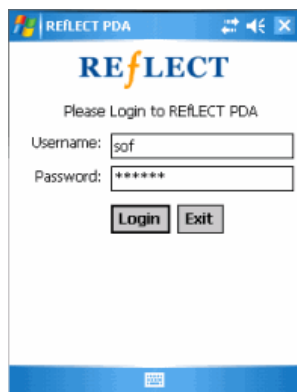 REfLECT PDA
REfLECT
Please Login to REfLECT PDA
Username: sof
Password: ******
Login Exit